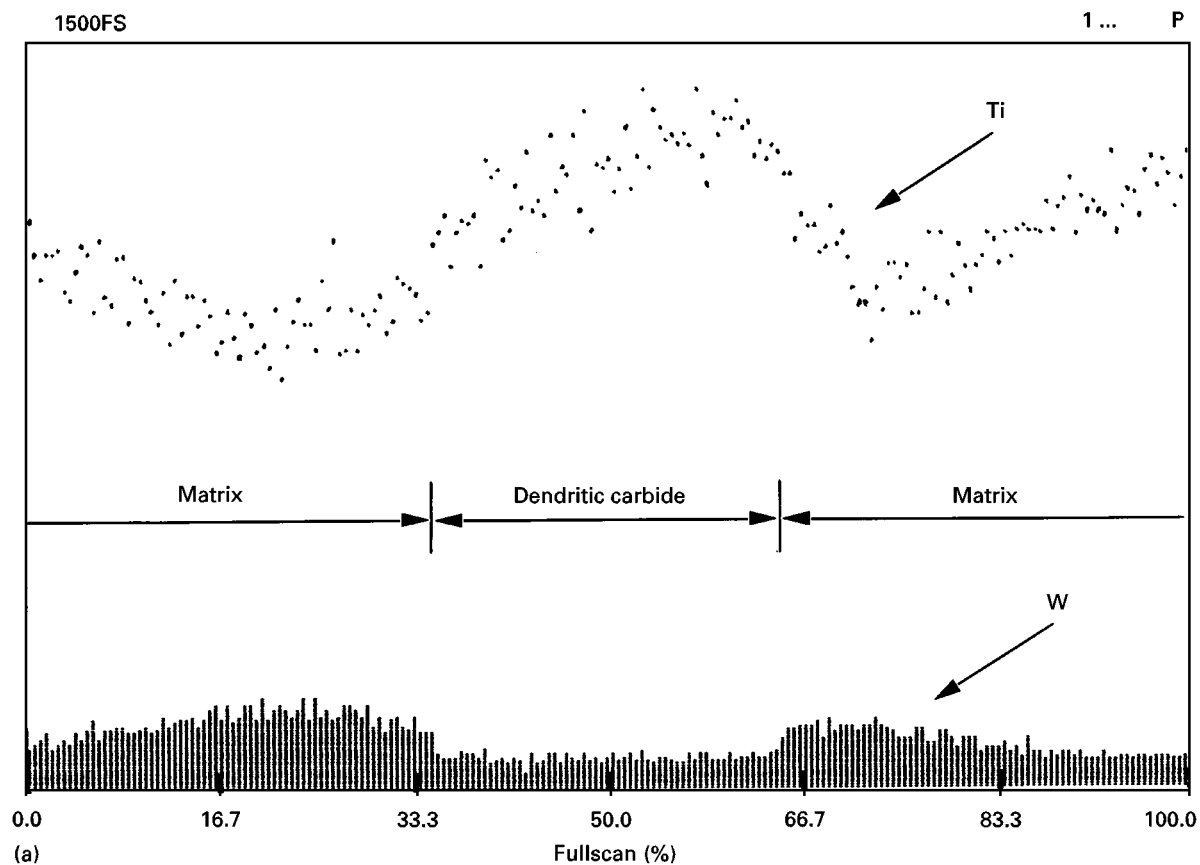 1500FS 1 ... P
Ti
Matrix Dendritic carbide Matrix
W
0.0 16.7 33.3 50.0 66.7 83.3 100.0
(a) Fullscan (%)